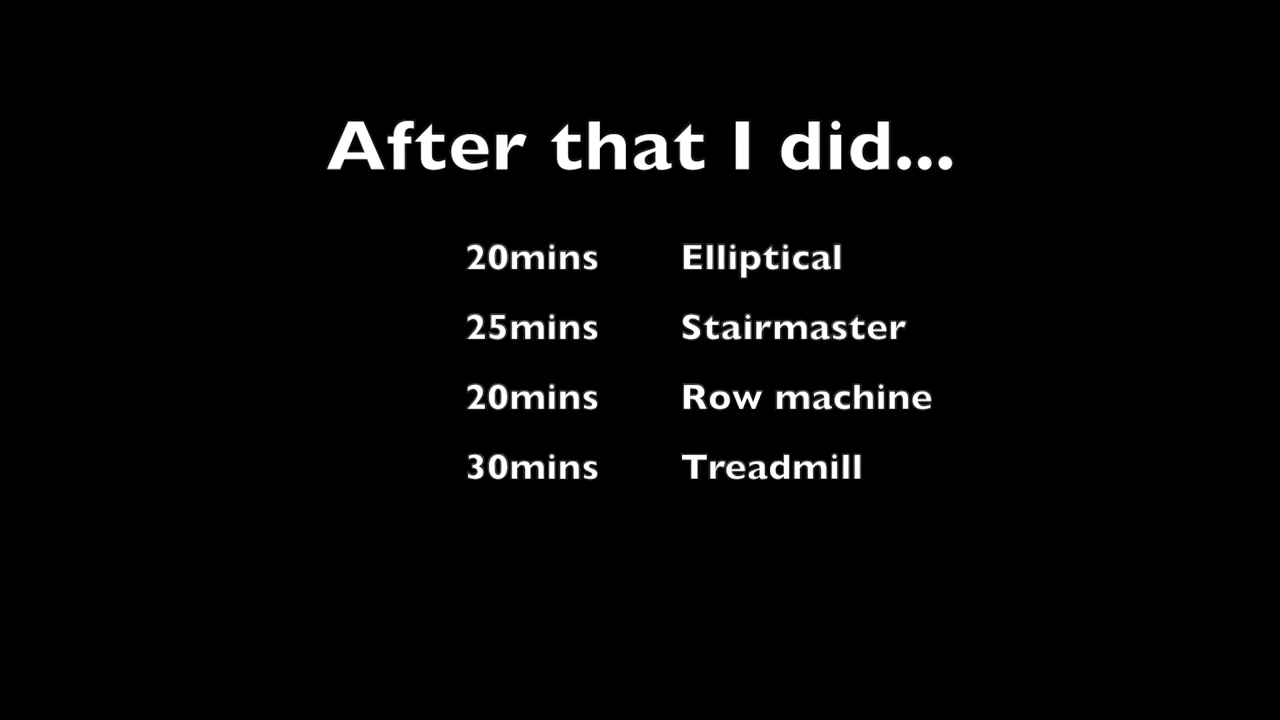 After that I did...
20mins Elliptical
25mins Stairmaster
20mins Row machine
30mins Treadmill